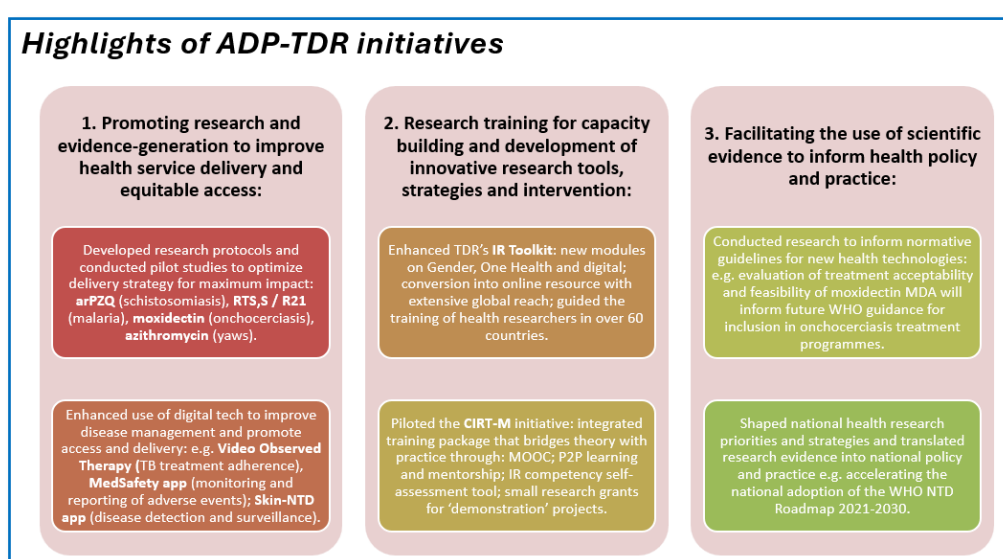 Highlights of ADP-TDR initiatives
1. Promoting research and
evidence-generation to improve
health service delivery and
equitable access:
Developed research protocols and
conducted pilot studies to optimize
delivery strategy for maximum impact:
arPZQ (schistosomiasis), RTS,S / R21
(malaria), moxidectin (onchocerciasis),
azithromycin (yaws).
Enhanced use of digital tech to improve
disease management and promote
access and delivery: e.g. Video Observed
Therapy (TB treatment adherence),
MedSafety app (monitoring and
reporting of adverse events); Skin-NTD
app (disease detection and surveillance).
2. Research training for capacity
building and development of
innovative research tools,
strategies and intervention:
Enhanced TDR's IR Toolkit: new modules
on Gender, One Health and digital;
conversion into online resource with
extensive global reach; guided the
training of health researchers in over 60
countries.
Piloted the CIRT-M initiative: integrated
training package that bridges theory with
practice through: MOOC; P2P learning
and mentorship; IR competency self-
assessment tool; small research grants
for 'demonstration' projects.
3. Facilitating the use of scientific
evidence to inform health policy
and practice:
Conducted research to inform normative
guidelines for new health technologies:
e.g. evaluation of treatment acceptability
and feasibility of moxidectin MDA will
inform future WHO guidance for
inclusion in onchocerciasis treatment
programmes.
Shaped national health research
priorities and strategies and translated
research evidence into national policy
and practice e.g. accelerating the
national adoption of the WHO NTD
Roadmap 2021-2030.